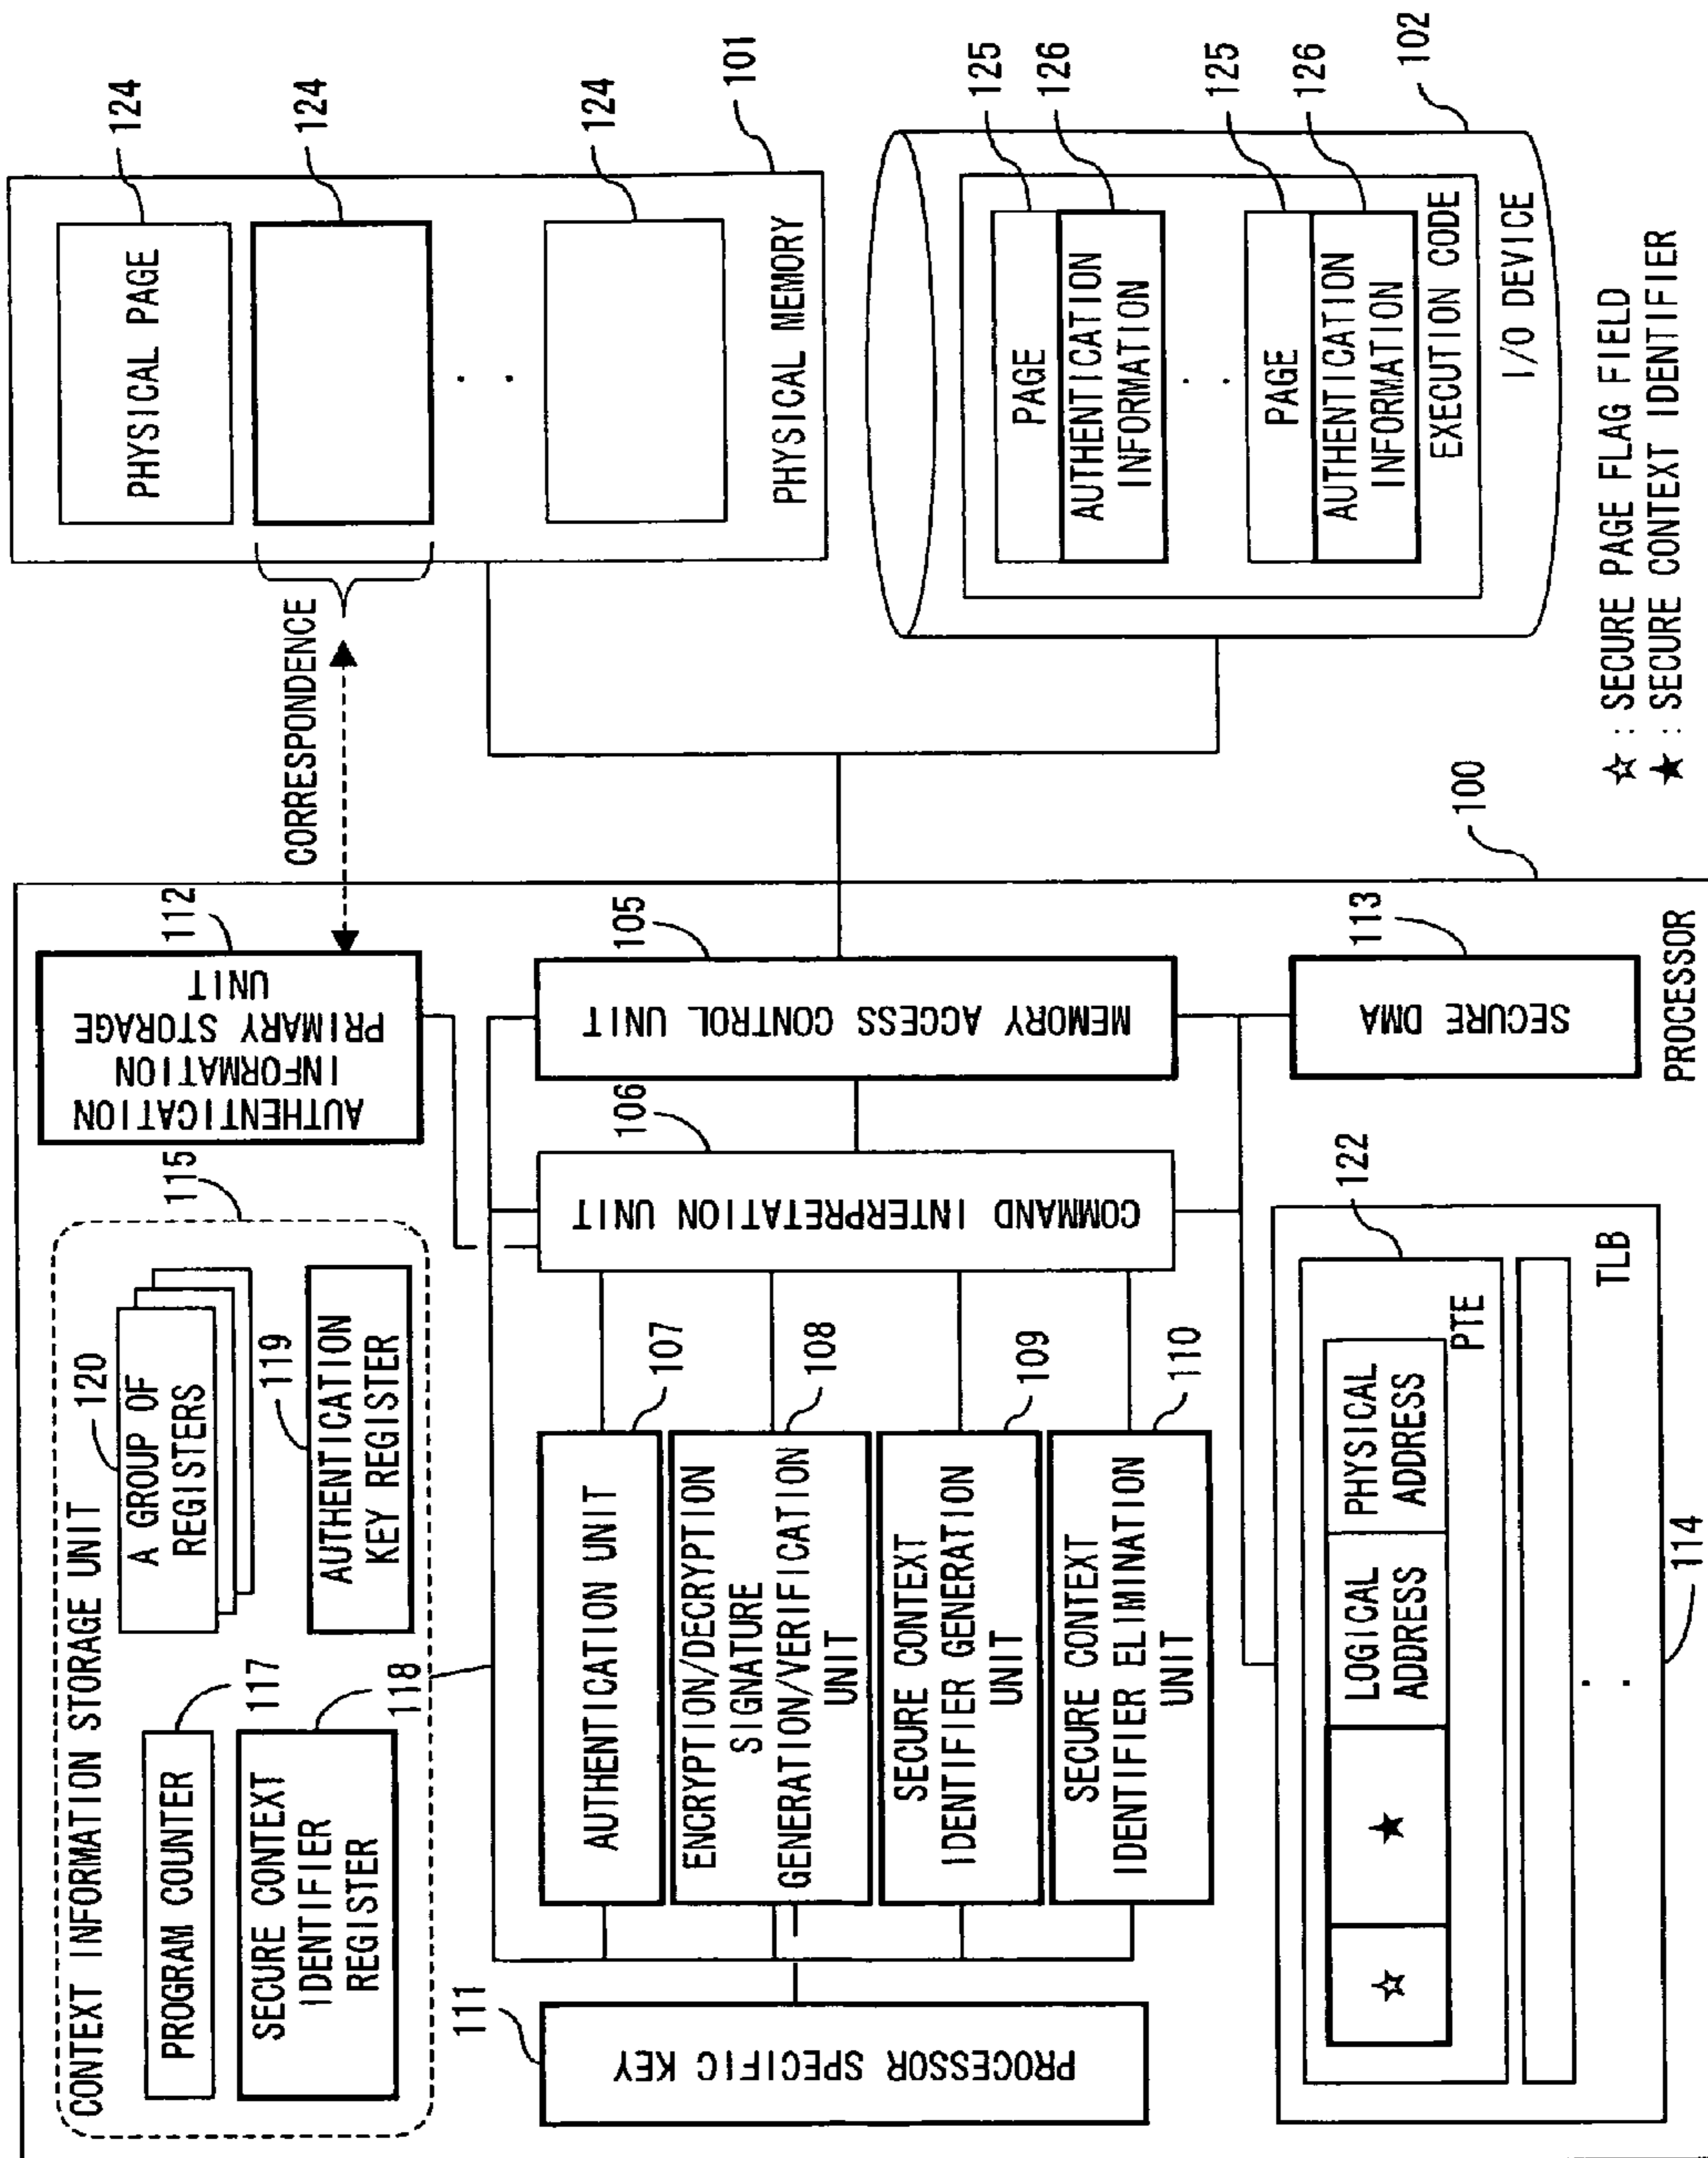 100
PROCESSOR
CONTEXT INFORMATION STORAGE UNIT
115
PROGRAM COUNTER
117
SECURE CONTEXT
IDENTIFIER
REGISTER
118
120
A GROUP OF
REGISTERS
119
AUTHENTICATION
KEY REGISTER
AUTHENTICATION
INFORMATION
PRIMARY STORAGE
UNIT
112
CORRESPONDENCE
111
PROCESSOR SPECIFIC KEY
AUTHENTICATION UNIT
107
ENCRYPTION/DECRYPTION
SIGNATURE
GENERATION/VERIFICATION
UNIT
108
SECURE CONTEXT
IDENTIFIER GENERATION
UNIT
109
SECURE CONTEXT
IDENTIFIER ELIMINATION
UNIT
110
COMMAND INTERPRETATION UNIT
106
MEMORY ACCESS CONTROL UNIT
105
SECURE DMA
113
☆
★
LOGICAL
ADDRESS
PHYSICAL
ADDRESS
PTE
122
TLB
114
PHYSICAL PAGE
124
124
124
PHYSICAL MEMORY
101
PAGE
125
AUTHENTICATION
INFORMATION
126
PAGE
125
AUTHENTICATION
INFORMATION
126
EXECUTION CODE
I/O DEVICE
102
☆ : SECURE PAGE FLAG FIELD
★ : SECURE CONTEXT IDENTIFIER